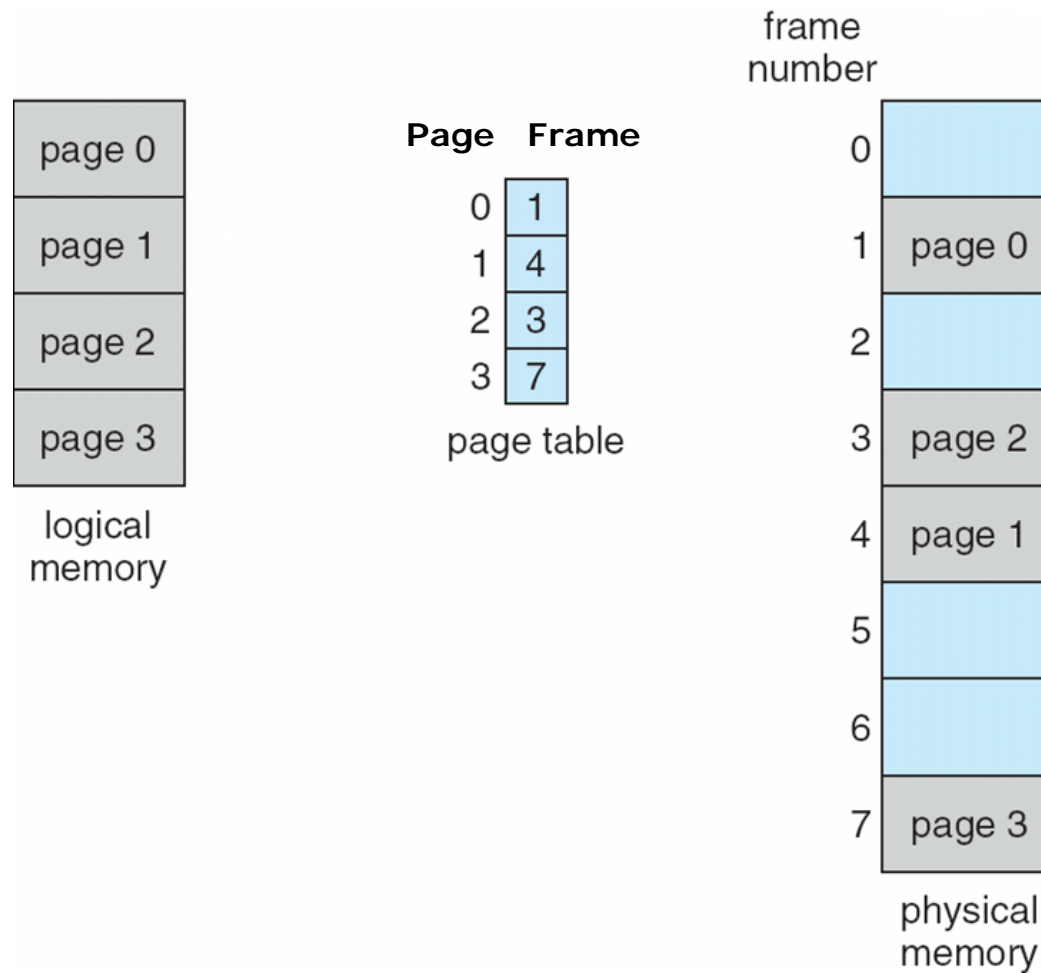 page 0
page 1
page 2
page 3
logical
memory
Page Frame
0 1
1 4
2 3
3 7
page table
frame
number
0
1 page 0
2
3 page 2
4 page 1
5
6
7 page 3
physical
memory